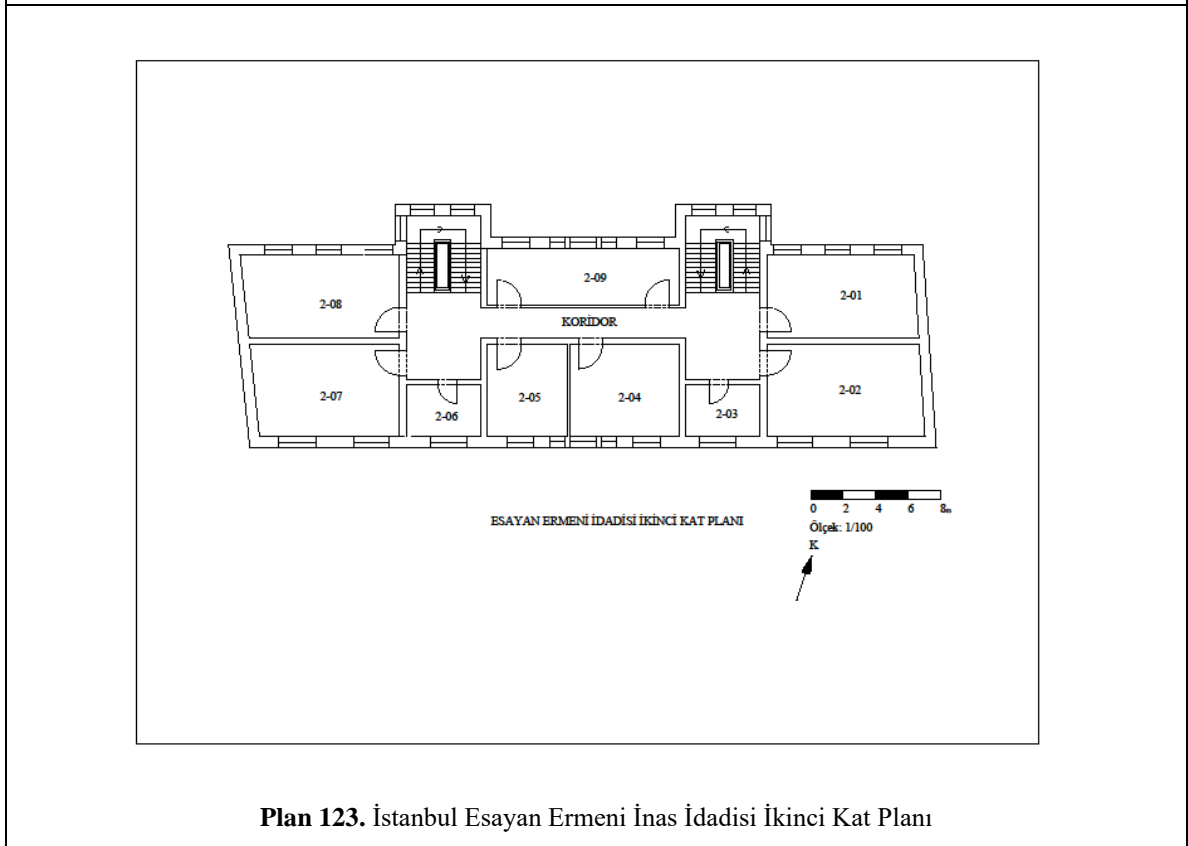 2-09
2-01
2-08
KORİDOR
2-07
2-05
2-04
2-02
2-06
2-03
0 2 4 6 8m
ESAYAN ERMENİ İDADİSİ İKİNCİ KAT PLANI
Ölçek: 1/100
K
Plan 123. İstanbul Esayan Ermeni İnas İdadisi İkinci Kat Planı